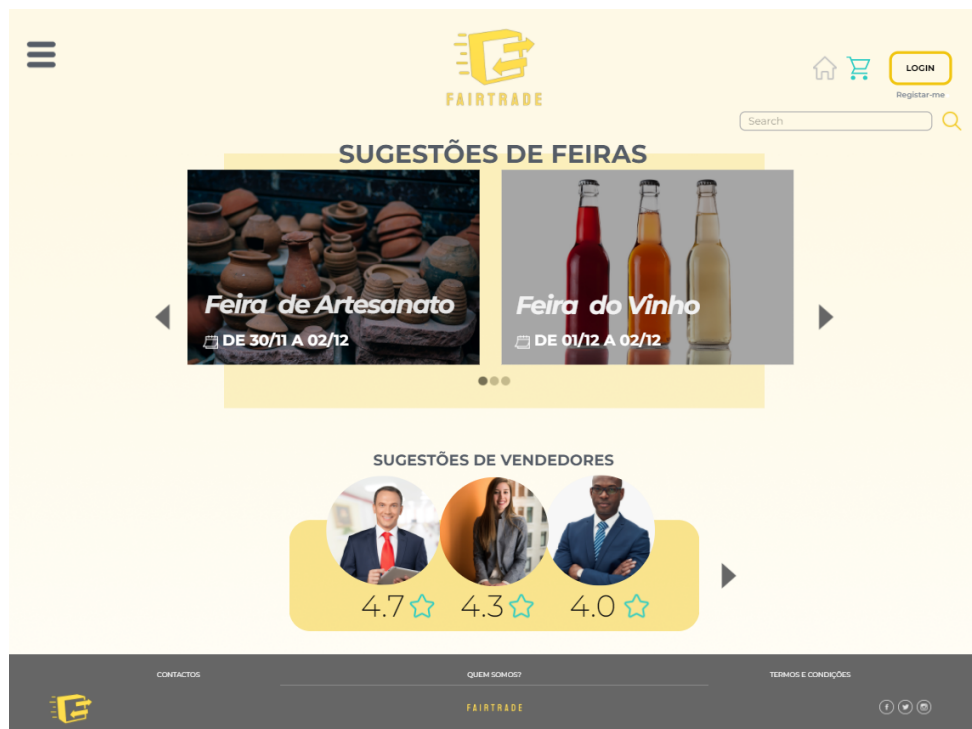 FAIRTRADE
LOGIN
Registar-me
Search
SUGESTÕES DE FEIRAS
Feira de Artesanato
DE 30/11 A 02/12
Feira do Vinho
DE 01/12 A 02/12
SUGESTÕES DE VENDEDORES
4.7
4.3
4.0
CONTACTOS
QUEM SOMOS?
TERMOS E CONDIÇÕES
FAIRTRADE